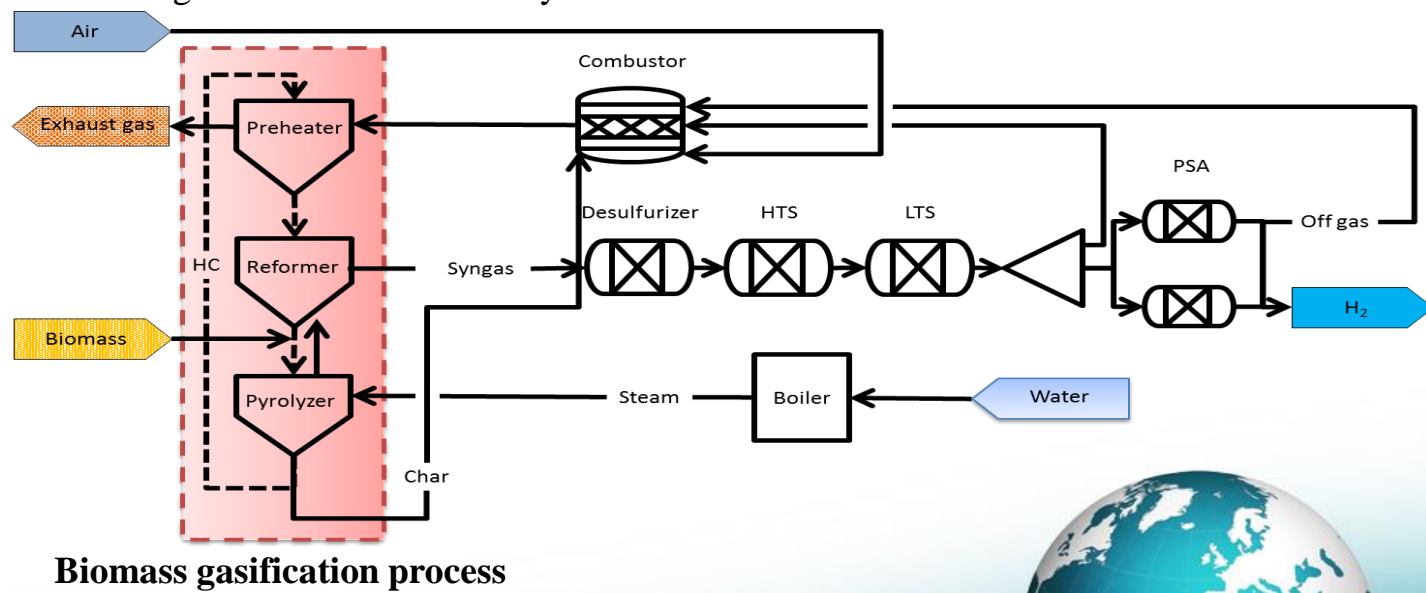 Air
Combustor
Exhaust gas
Preheater
PSA
Desulfurizer
HTS
LTS
Off gas
HC
Reformer
Syngas
H₂
Biomass
Pyrolyzer
Steam
Boiler
Water
Char
Biomass gasification process